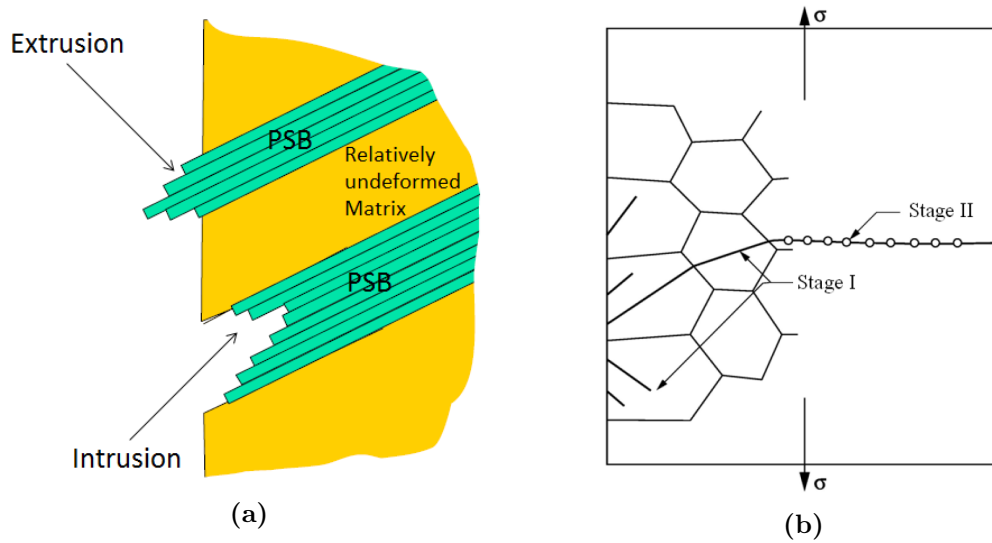 Extrusion
PSB
Relatively
undeformed
Matrix
PSB
Intrusion
(a)
σ
Stage II
Stage I
σ
(b)